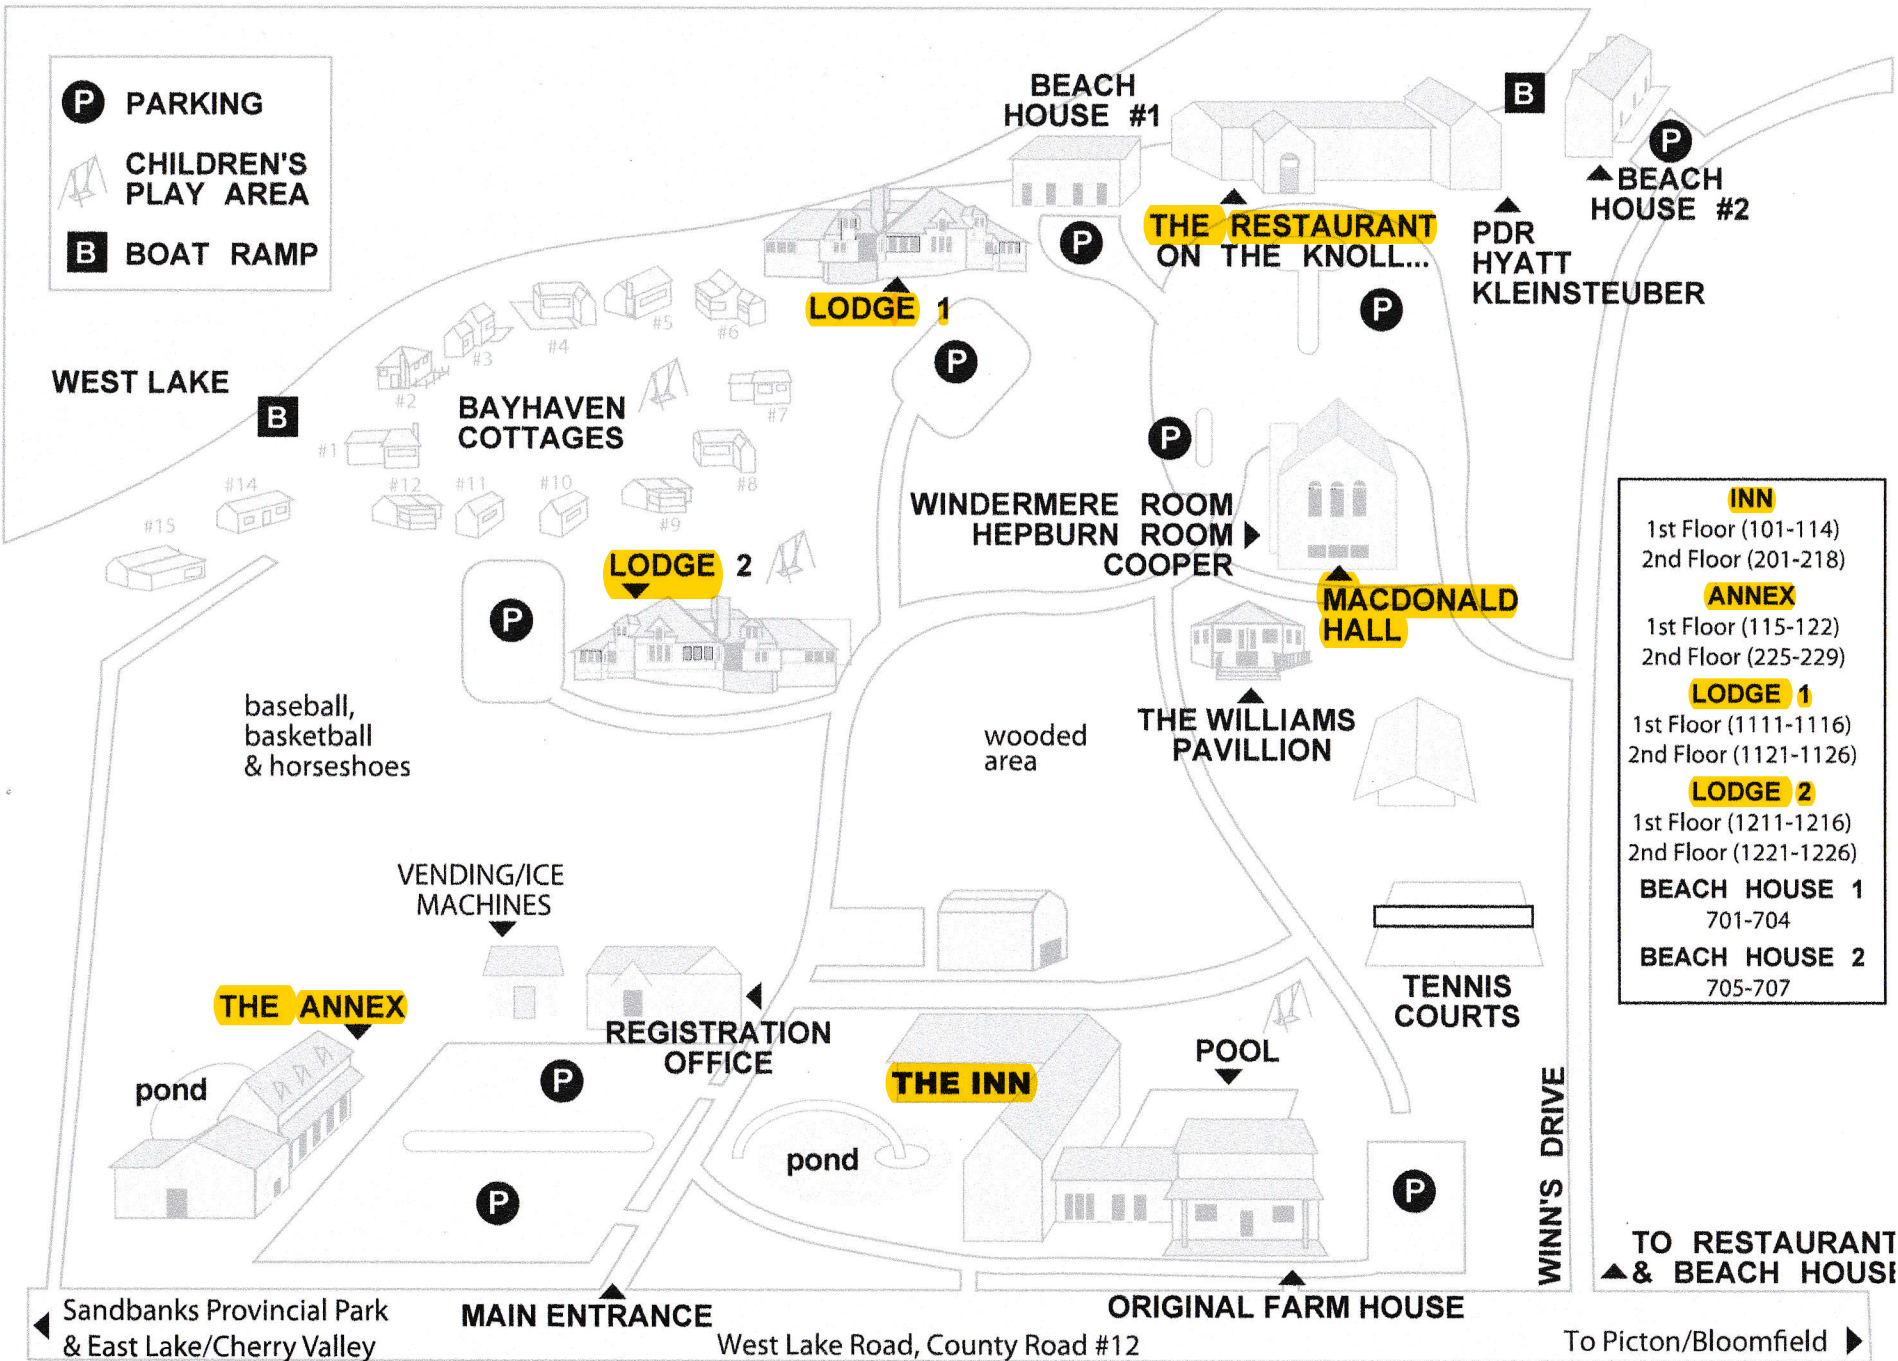 P PARKING
CHILDREN'S
PLAY AREA
B BOAT RAMP
WEST LAKE
B
BEACH
HOUSE #1
P
THE RESTAURANT
ON THE KNOLL...
B
P
BEACH
HOUSE #2
PDR
HYATT
KLEINSTEUBER
P
LODGE 1
P
#1
#2
#3
#4
#5
#6
#7
#8
#9
#10
#11
#12
#14
#15
BAYHAVEN
COTTAGES
P
WINDERMERE ROOM
HEPBURN ROOM
COOPER
MACDONALD
HALL
LODGE 2
P
THE WILLIAMS
PAVILLION
baseball,
basketball
& horseshoes
wooded
area
INN
1st Floor (101-114)
2nd Floor (201-218)
ANNEX
1st Floor (115-122)
2nd Floor (225-229)
LODGE 1
1st Floor (1111-1116)
2nd Floor (1121-1126)
LODGE 2
1st Floor (1211-1216)
2nd Floor (1221-1226)
BEACH HOUSE 1
701-704
BEACH HOUSE 2
705-707
VENDING/ICE
MACHINES
THE ANNEX
REGISTRATION
OFFICE
TENNIS
COURTS
POOL
THE INN
pond
P
P
pond
P
WINN'S DRIVE
TO RESTAURANT
& BEACH HOUSE
MAIN ENTRANCE
ORIGINAL FARM HOUSE
Sandbanks Provincial Park
& East Lake/Cherry Valley
West Lake Road, County Road #12
To Picton/Bloomfield